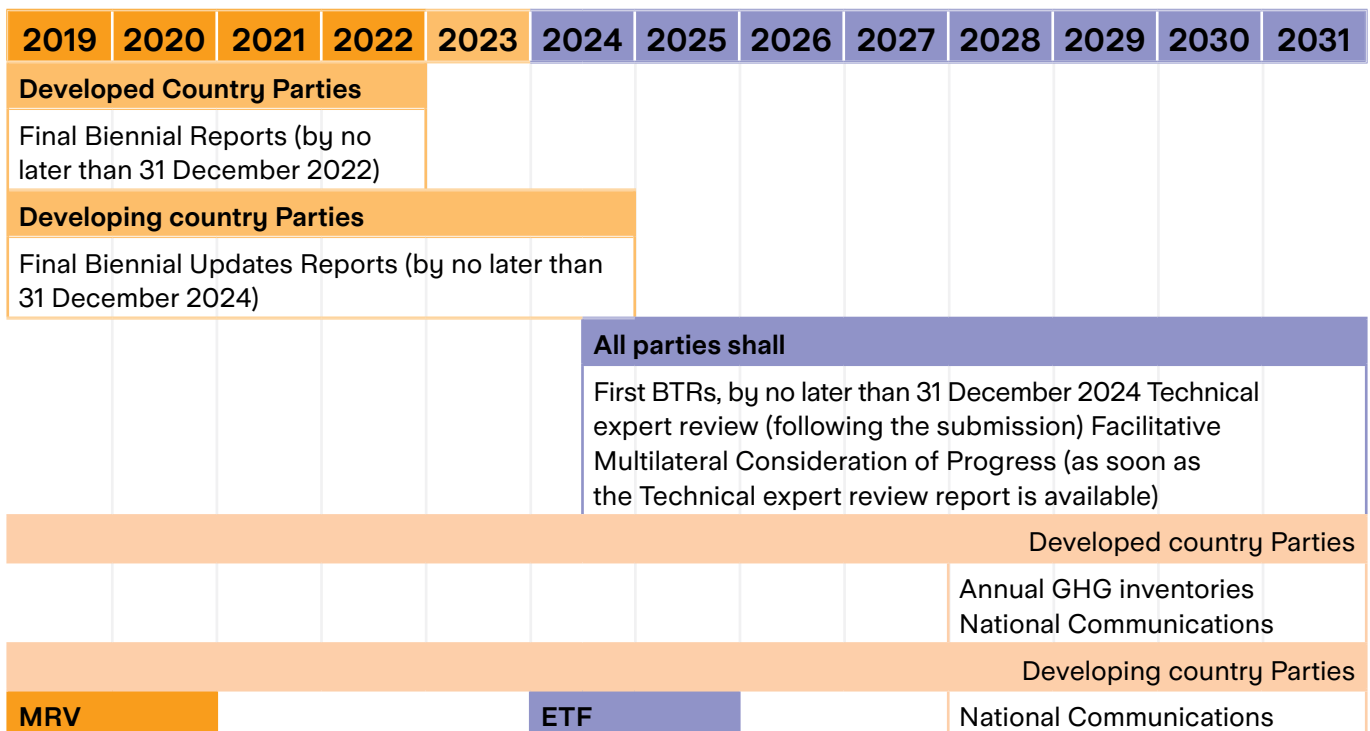 2019 2020 2021 2022 2023 2024 2025 2026 2027 2028 2029 2030 2031
Developed Country Parties
Final Biennial Reports (by no
later than 31 December 2022)
Developing country Parties
Final Biennial Updates Reports (by no later than
31 December 2024)
All parties shall
First BTRs, by no later than 31 December 2024 Technical
expert review (following the submission) Facilitative
Multilateral Consideration of Progress (as soon as
the Technical expert review report is available)
Developed country Parties
Annual GHG inventories
National Communications
Developing country Parties
MRV ETF National Communications